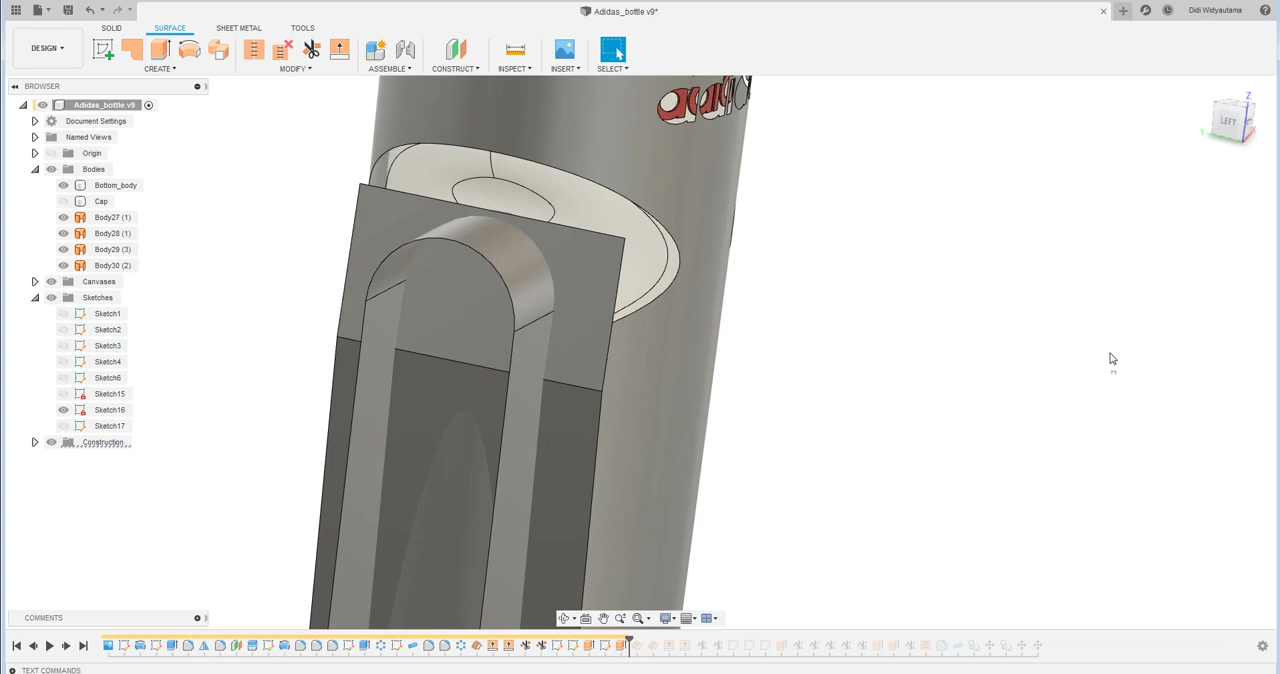 Adidas_bottle v9*
Didi Widyautama
DESIGN
SOLID
SURFACE
SHEET METAL
TOOLS
CREATE
MODIFY
ASSEMBLE
CONSTRUCT
INSPECT
INSERT
SELECT
BROWSER
Adidas_bottle v9
Document Settings
Named Views
Origin
Bodies
Bottom_body
Cap
Body27 (1)
Body28 (1)
Body29 (3)
Body30 (2)
Canvases
Sketches
Sketch1
Sketch2
Sketch3
Sketch4
Sketch6
Sketch15
Sketch16
Sketch17
Construction
Z
LEFT
Y
X
COMMENTS
TEXT COMMANDS